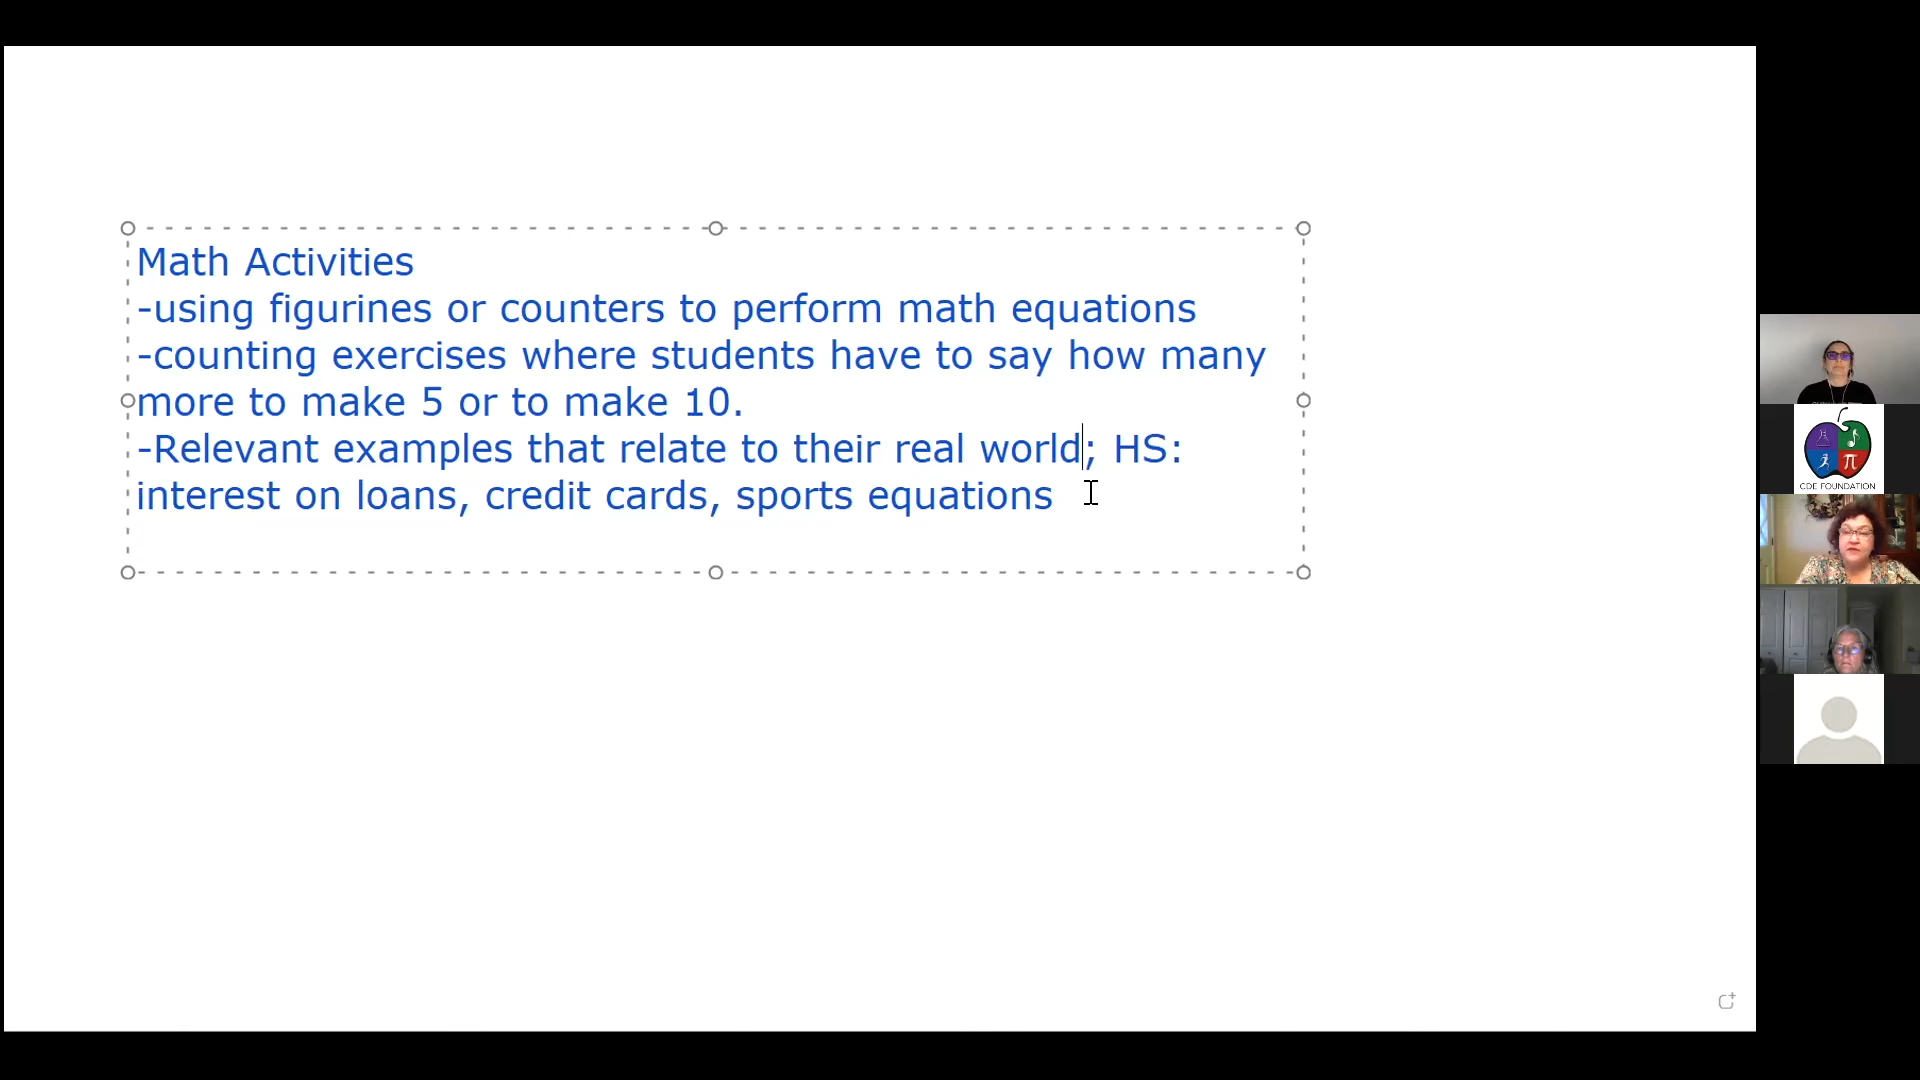 Math Activities
-using figurines or counters to perform math equations
-counting exercises where students have to say how many
more to make 5 or to make 10.
-Relevant examples that relate to their real world; HS:
interest on loans, credit cards, sports equations
π
CDE FOUNDATION